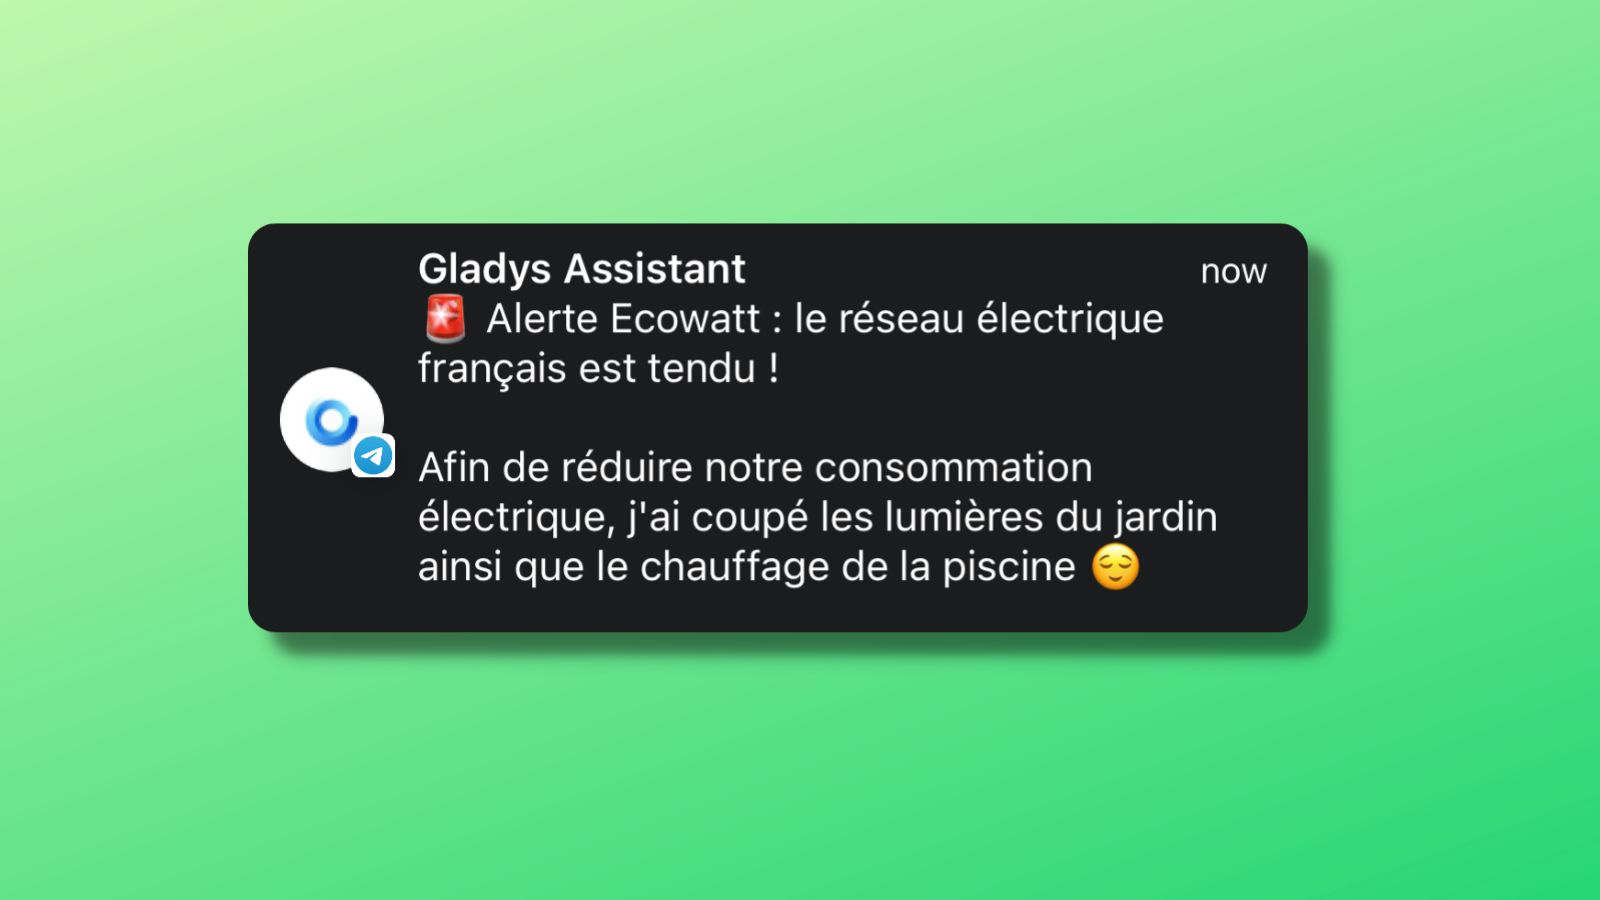 Gladys Assistant
now
🚨 Alerte Ecowatt : le réseau électrique
français est tendu !
Afin de réduire notre consommation
électrique, j'ai coupé les lumières du jardin
ainsi que le chauffage de la piscine 😌